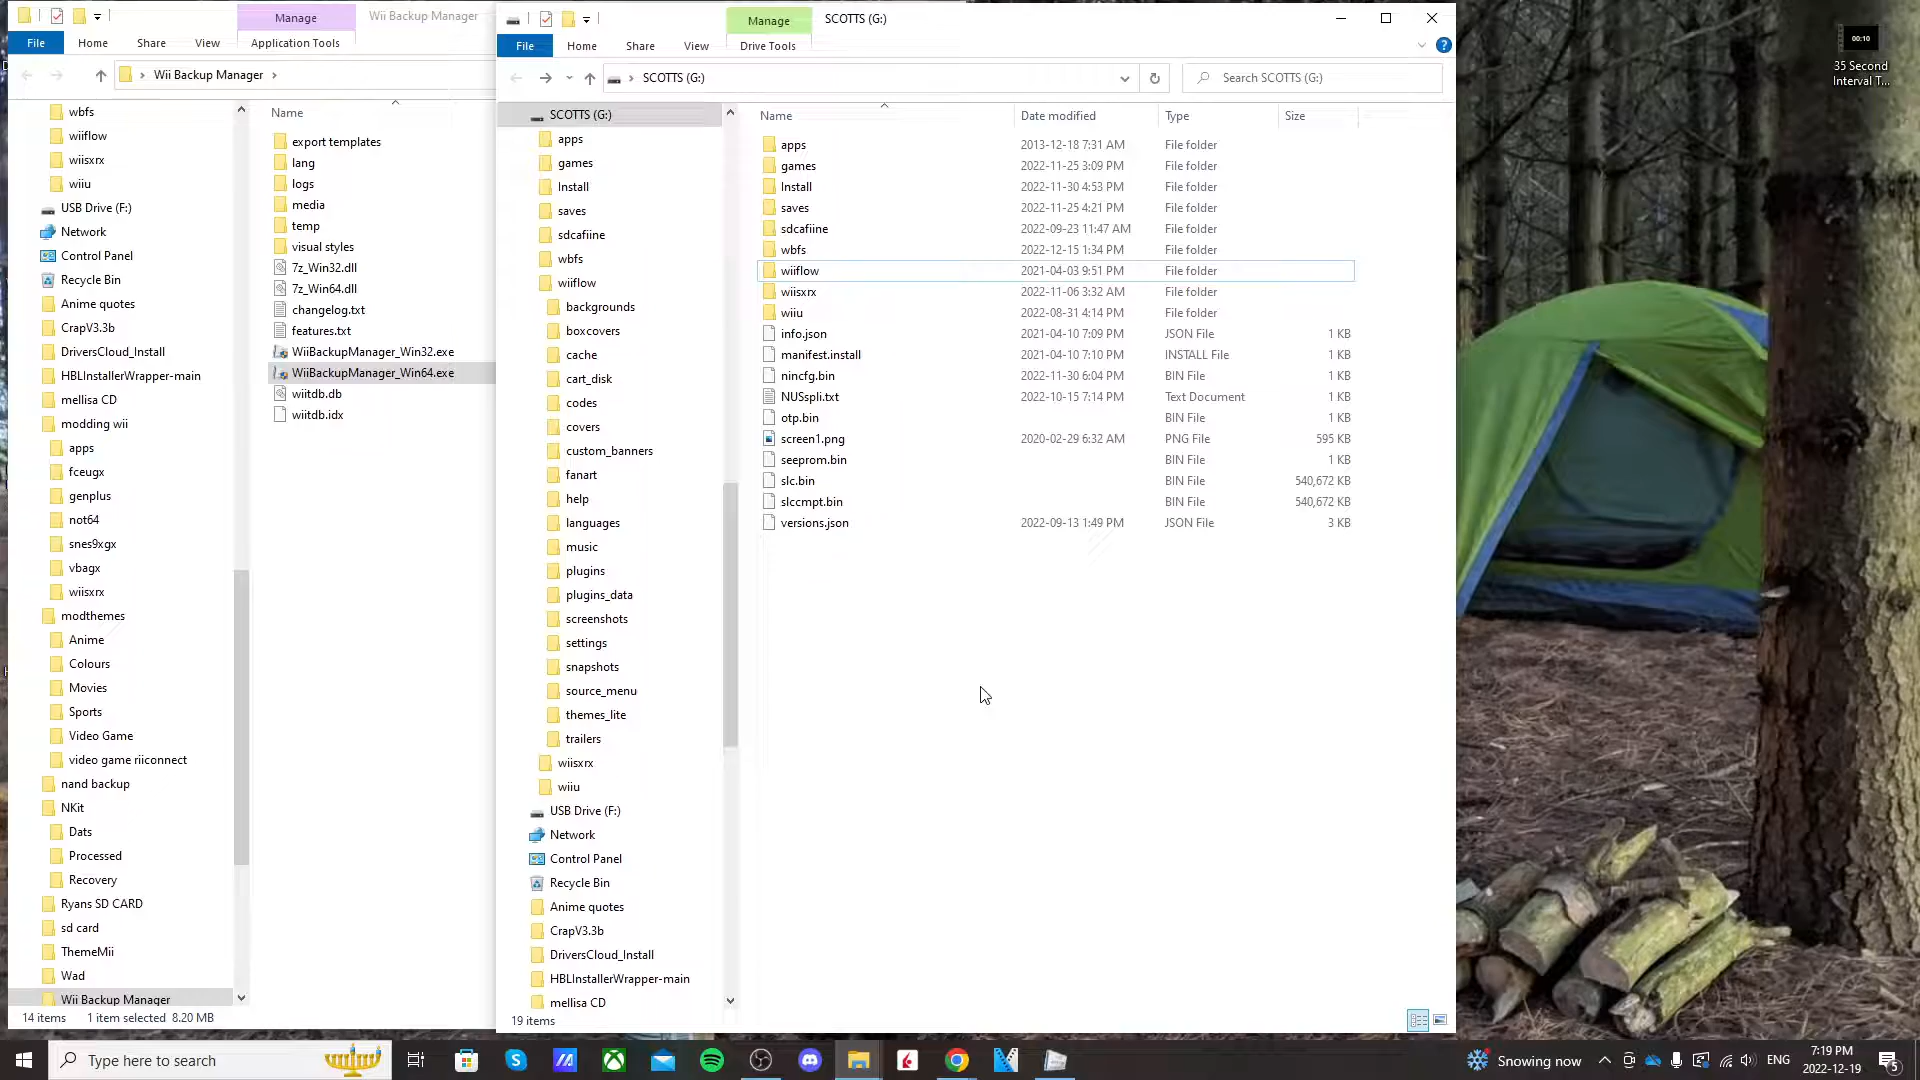 Manage
Wii Backup Manager
File
Home
Share
View
Application Tools
Wii Backup Manager
wbfs
wiiflow
wiisxrx
wiiu
USB Drive (F:)
Network
Control Panel
Recycle Bin
Anime quotes
CrapV3.3b
DriversCloud_Install
HBLInstallerWrapper-main
mellisa CD
modding wii
apps
fceugx
genplus
not64
snes9xgx
vbagx
wiisxrx
modthemes
Anime
Colours
Movies
Sports
Video Game
video game riiconnect
nand backup
NKit
Dats
Processed
Recovery
Ryans SD CARD
sd card
ThemeMii
Wad
Wii Backup Manager
Name
export templates
lang
logs
media
temp
visual styles
7z_Win32.dll
7z_Win64.dll
changelog.txt
features.txt
WiiBackupManager_Win32.exe
WiiBackupManager_Win64.exe
wiitdb.db
wiitdb.idx
14 items 1 item selected 8.20 MB
Manage
SCOTTS (G:)
File
Home
Share
View
Drive Tools
SCOTTS (G:)
Search SCOTTS (G:)
SCOTTS (G:)
apps
games
Install
saves
sdcafiine
wbfs
wiiflow
backgrounds
boxcovers
cache
cart_disk
codes
covers
custom_banners
fanart
help
languages
music
plugins
plugins_data
screenshots
settings
snapshots
source_menu
themes_lite
trailers
wiisxrx
wiiu
USB Drive (F:)
Network
Control Panel
Recycle Bin
Anime quotes
CrapV3.3b
DriversCloud_Install
HBLInstallerWrapper-main
mellisa CD
Name Date modified Type Size
apps 2013-12-18 7:31 AM File folder
games 2022-11-25 3:09 PM File folder
Install 2022-11-30 4:53 PM File folder
saves 2022-11-25 4:21 PM File folder
sdcafiine 2022-09-23 11:47 AM File folder
wbfs 2022-12-15 1:34 PM File folder
wiiflow 2021-04-03 9:51 PM File folder
wiisxrx 2022-11-06 3:32 AM File folder
wiiu 2022-08-31 4:14 PM File folder
info.json 2021-04-10 7:09 PM JSON File 1 KB
manifest.install 2021-04-10 7:10 PM INSTALL File 1 KB
nincfg.bin 2022-11-30 6:04 PM BIN File 1 KB
NUSspli.txt 2022-10-15 7:14 PM Text Document 1 KB
otp.bin BIN File 1 KB
screen1.png 2020-02-29 6:32 AM PNG File 595 KB
seeprom.bin BIN File 1 KB
slc.bin BIN File 540,672 KB
slccmpt.bin BIN File 540,672 KB
versions.json 2022-09-13 1:49 PM JSON File 3 KB
19 items
00:10
35 Second
Interval T...
Type here to search
Snowing now
ENG
7:19 PM
2022-12-19
5